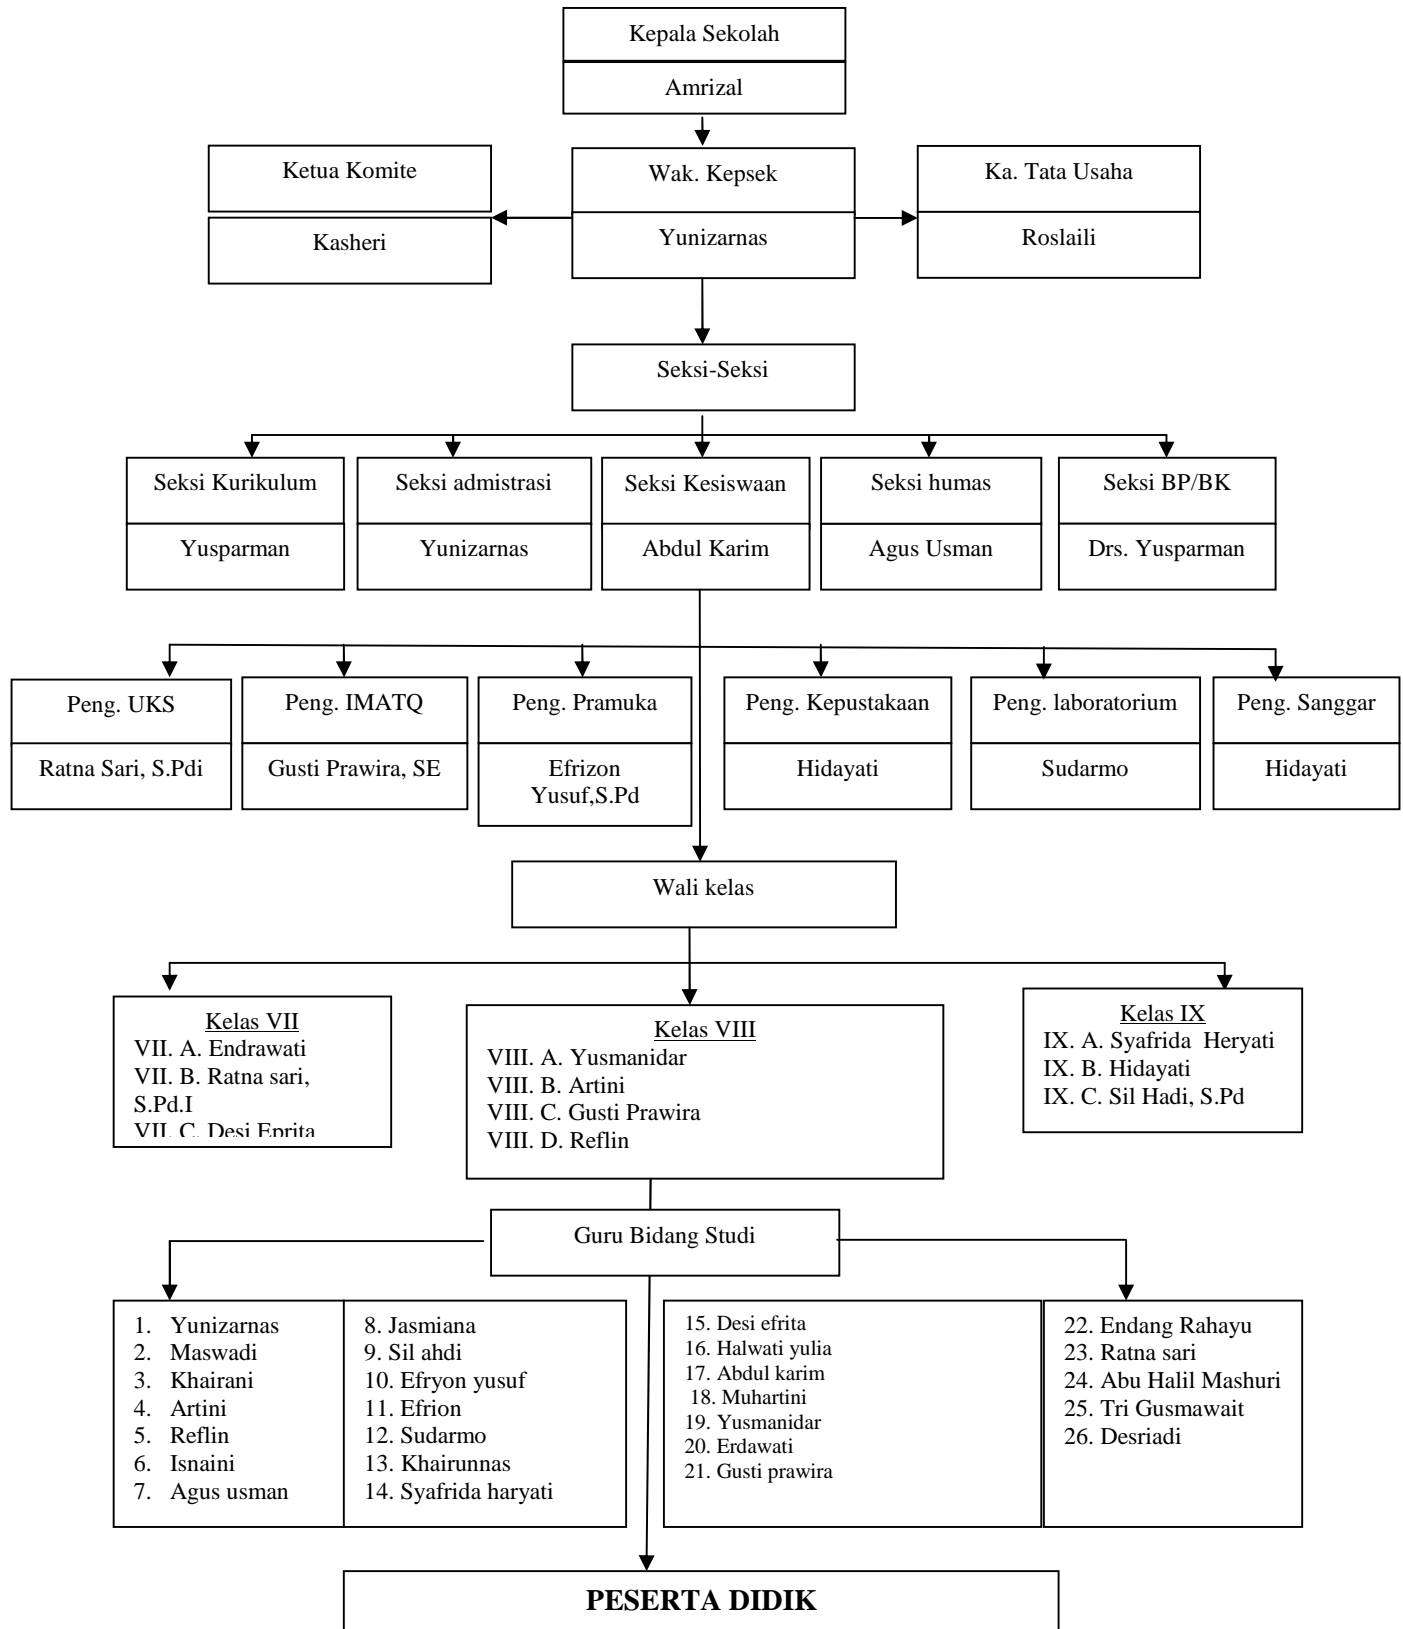 Kepala Sekolah
Amrizal
Ketua Komite
Kasheri
Wak. Kepsek
Yunizarnas
Ka. Tata Usaha
Roslaili
Seksi-Seksi
Seksi Kurikulum
Yusparman
Seksi admistrasi
Yunizarnas
Seksi Kesiswaan
Abdul Karim
Seksi humas
Agus Usman
Seksi BP/BK
Drs. Yusparman
Peng. UKS
Ratna Sari, S.Pdi
Peng. IMATQ
Gusti Prawira, SE
Peng. Pramuka
Efrizon
Yusuf,S.Pd
Peng. Kepustakaan
Hidayati
Peng. laboratorium
Sudarmo
Peng. Sanggar
Hidayati
Wali kelas
Kelas VII
VII. A. Endrawati
VII. B. Ratna sari,
S.Pd.I
VII. C. Desi Eprita
Kelas VIII
VIII. A. Yusmanidar
VIII. B. Artini
VIII. C. Gusti Prawira
VIII. D. Reflin
Kelas IX
IX. A. Syafrida Heryati
IX. B. Hidayati
IX. C. Sil Hadi, S.Pd
Guru Bidang Studi
1. Yunizarnas
2. Maswadi
3. Khairani
4. Artini
5. Reflin
6. Isnaini
7. Agus usman
8. Jasmiana
9. Sil ahdi
10. Efryon yusuf
11. Efrion
12. Sudarmo
13. Khairunnas
14. Syafrida haryati
15. Desi efrita
16. Halwati yulia
17. Abdul karim
18. Muhartini
19. Yusmanidar
20. Erdawati
21. Gusti prawira
22. Endang Rahayu
23. Ratna sari
24. Abu Halil Mashuri
25. Tri Gusmawait
26. Desriadi
PESERTA DIDIK